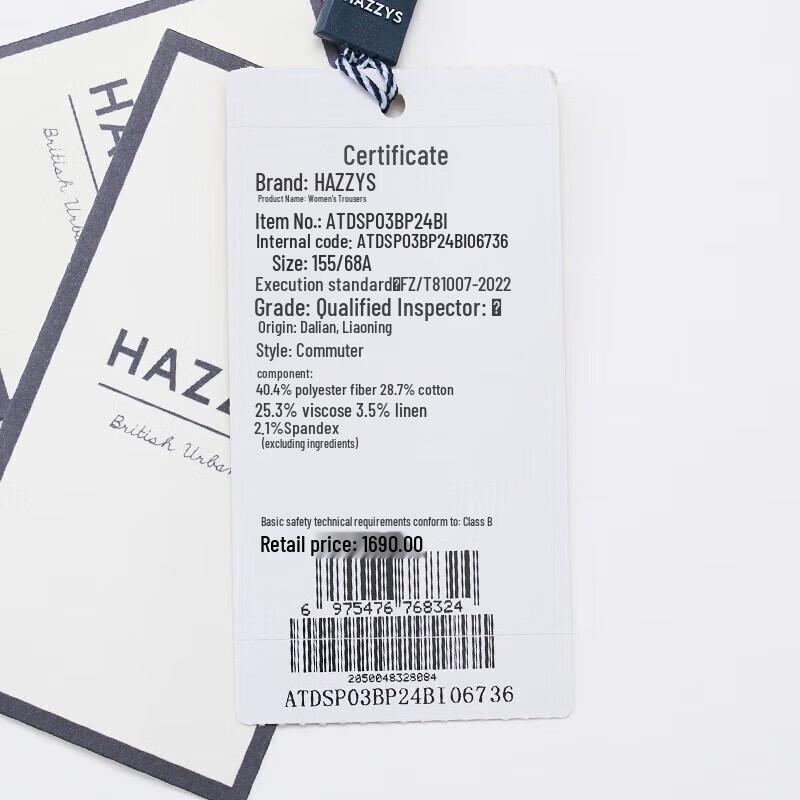 HAZZYS
HA
British Urb
HAZZ
British Urban
Certificate
Brand: HAZZYS
Product Name: Women's Trousers
Item No.: ATDSP03BP24BI
Internal code: ATDSP03BP24BI06736
Size: 155/68A
Execution standard FZ/T81007-2022
Grade: Qualified Inspector:
Origin: Dalian, Liaoning
Style: Commuter
component:
40.4% polyester fiber 28.7% cotton
25.3% viscose 3.5% linen
2.1%Spandex
(excluding ingredients)
Basic safety technical requirements conform to: Class B
Retail price: 1690.00
6 975476 768324
2050048328084
ATDSP03BP24BI06736